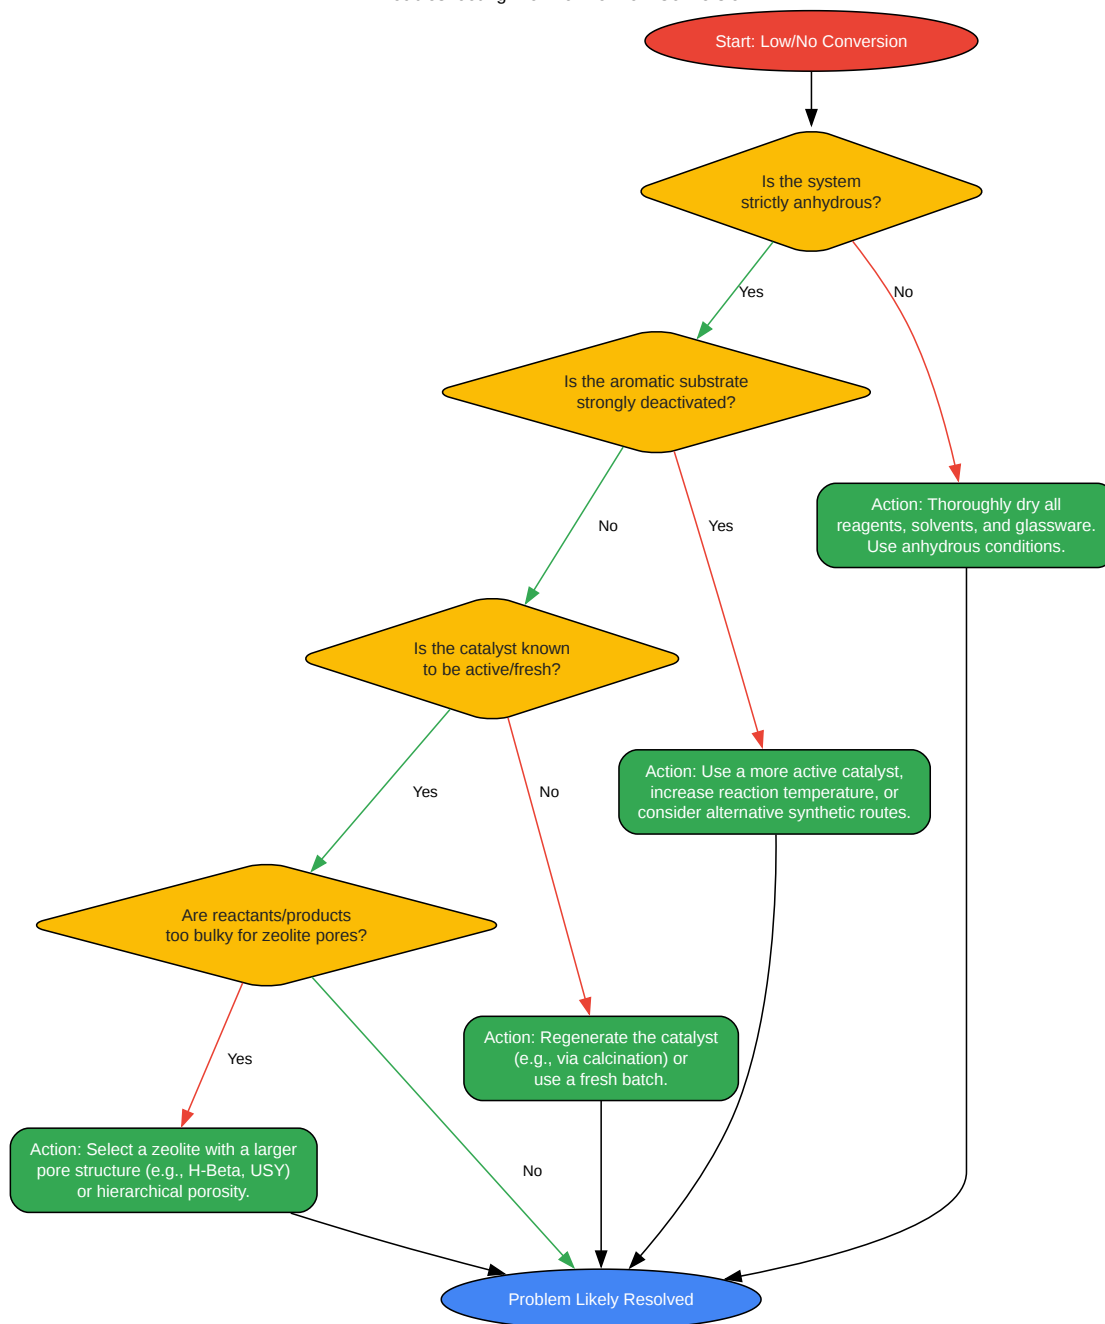 Start: Low/No Conversion
Is the system
strictly anhydrous?
Yes
No
Is the aromatic substrate
strongly deactivated?
Action: Thoroughly dry all
reagents, solvents, and glassware.
Use anhydrous conditions.
No
Yes
Is the catalyst known
to be active/fresh?
Action: Use a more active catalyst,
increase reaction temperature, or
consider alternative synthetic routes.
Yes
No
Are reactants/products
too bulky for zeolite pores?
Action: Regenerate the catalyst
(e.g., via calcination) or
use a fresh batch.
Yes
Action: Select a zeolite with a larger
pore structure (e.g., H-Beta, USY)
or hierarchical porosity.
No
Problem Likely Resolved